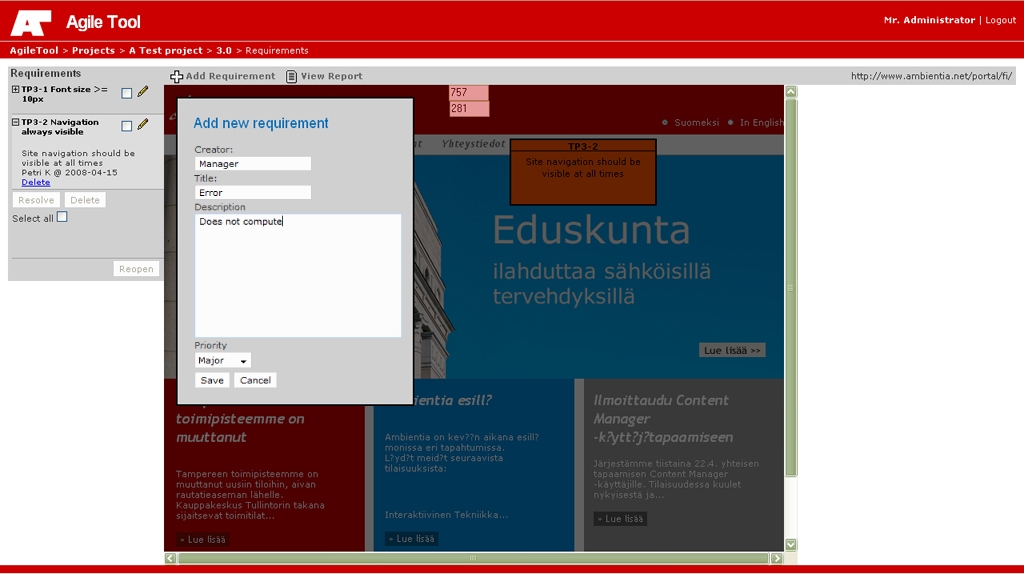 Agile Tool
Mr. Administrator | Logout
AgileTool > Projects > A Test project > 3.0 > Requirements
Requirements
Add Requirement
View Report
http://www.ambientia.net/portal/fi/
TP3-1 Font size >=
10px
TP3-2 Navigation
always visible
Site navigation should be
visible at all times
Petri K @ 2008-04-15
Delete
Resolve
Delete
Select all
Reopen
757
281
Suomeksi
In English
Yhteystiedot
TP3-2
Site navigation should be
visible at all times
Add new requirement
Creator:
Manager
Title:
Error
Description
Does not compute
Priority
Major
Save
Cancel
Eduskunta
ilahduttaa sähköisillä
tervehdyksillä
Lue lisää >>
toimipisteemme on
muuttanut
Tampereen toimipisteemme on
muuttanut uusiin tiloihin, aivan
rautatieaseman lähelle.
Kauppakeskus Tullintorin takana
sijaitsevat toimitilat...
» Lue lisää
esill?
Ambientia on kev??n aikana esill?
monissa eri tapahtumissa.
L?yd?t meid?t seuraavista
tilaisuuksista:
Interaktiivinen Tekniikka...
» Lue lisää
Ilmoittaudu Content
Manager
-k?ytt?j?tapaamiseen
Järjestämme tiistaina 22.4. yhteisen
tapaamisen Content Manager
-käyttäjille. Tilaisuudessa kuulet
nykyisestä ja...
» Lue lisää